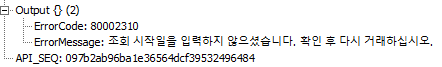 Output {} (2)
ErrorCode: 80002310
ErrorMessage: 조회 시작일을 입력하지 않으셨습니다. 확인 후 다시 거래하십시오.
API_SEQ: 097b2ab96ba1e36564dcf39532496484